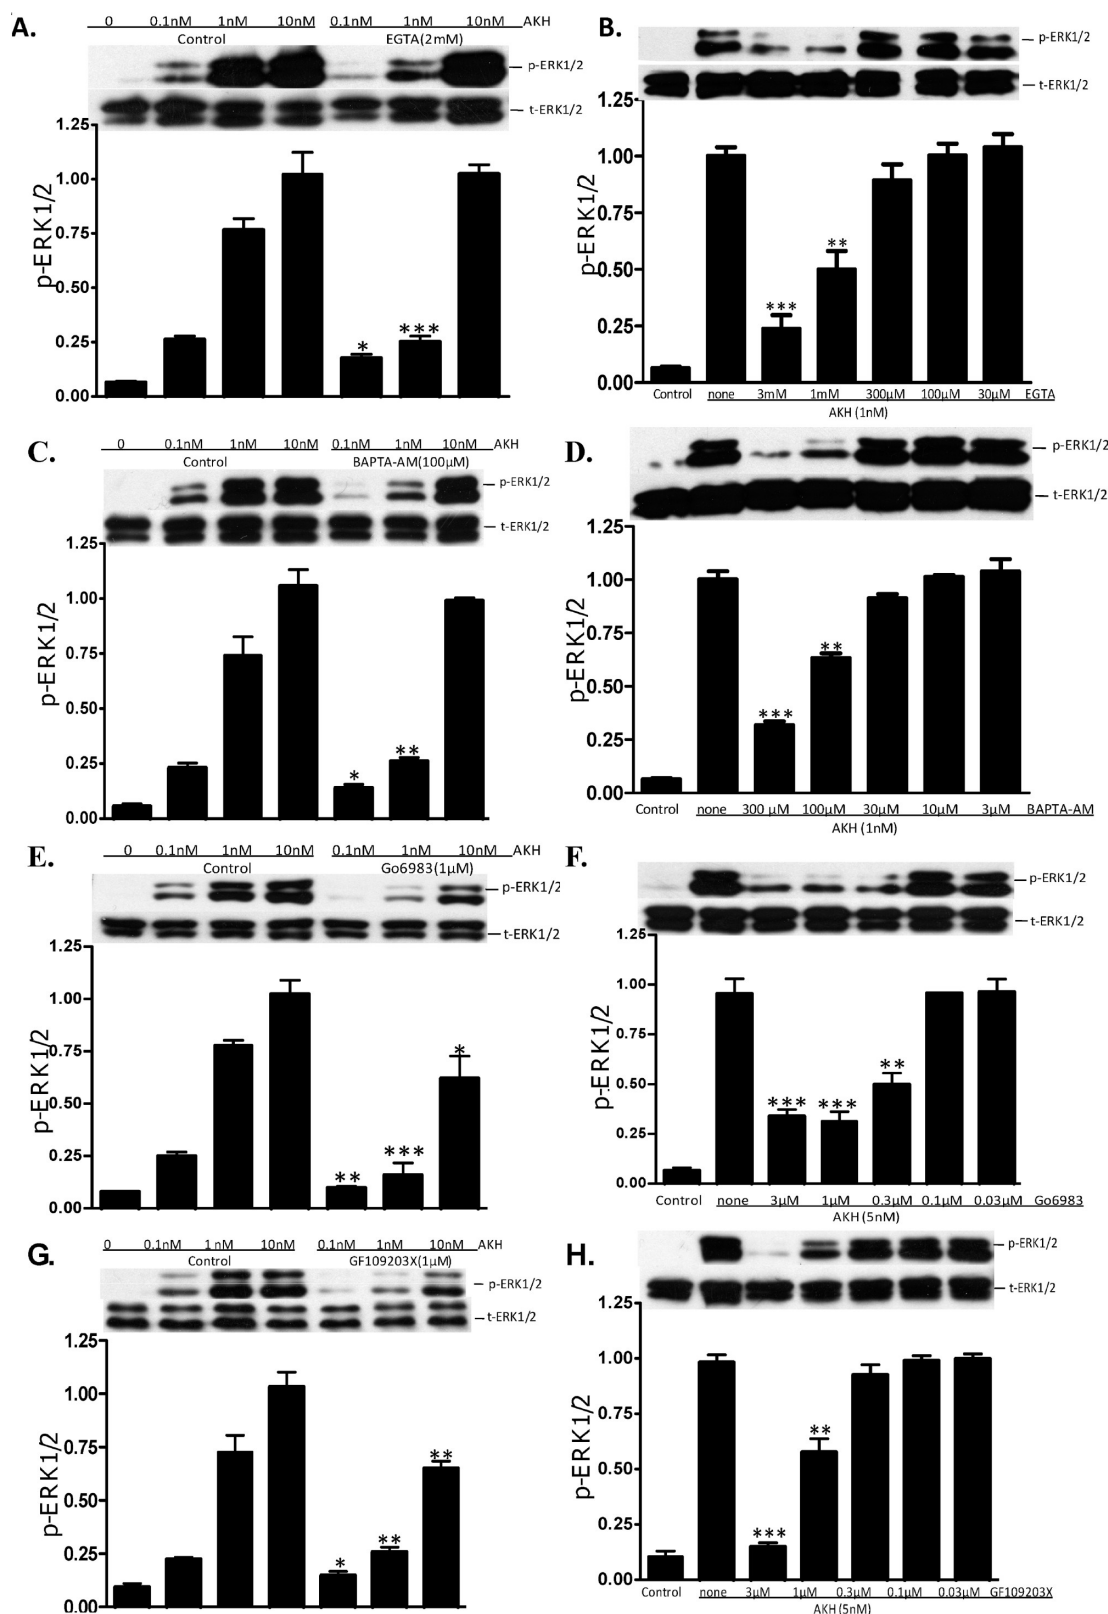 A.
0 0.1nM 1nM 10nM 0.1nM 1nM 10nM AKH
Control EGTA(2mM)
p-ERK1/2
t-ERK1/2
1.25
1.00
0.75
0.50
0.25
0.00
p-ERK1/2
* ***
B.
p-ERK1/2
t-ERK1/2
1.25
1.00
0.75
0.50
0.25
0.00
p-ERK1/2
*** **
Control none 3mM 1mM 300μM 100μM 30μM EGTA
AKH (1nM)
C.
0 0.1nM 1nM 10nM 0.1nM 1nM 10nM AKH
Control BAPTA-AM(100μM)
p-ERK1/2
t-ERK1/2
1.25
1.00
0.75
0.50
0.25
0.00
p-ERK1/2
* **
D.
p-ERK1/2
t-ERK1/2
1.25
1.00
0.75
0.50
0.25
0.00
p-ERK1/2
*** **
Control none 300 μM 100μM 30μM 10μM 3μM BAPTA-AM
AKH (1nM)
E.
0 0.1nM 1nM 10nM 0.1nM 1nM 10nM AKH
Control Go6983(1μM)
p-ERK1/2
t-ERK1/2
1.25
1.00
0.75
0.50
0.25
0.00
p-ERK1/2
** *** *
F.
p-ERK1/2
t-ERK1/2
1.25
1.00
0.75
0.50
0.25
0.00
p-ERK1/2
*** *** **
Control none 3μM 1μM 0.3μM 0.1μM 0.03μM Go6983
AKH (5nM)
G.
0 0.1nM 1nM 10nM 0.1nM 1nM 10nM AKH
Control GF109203X(1μM)
p-ERK1/2
t-ERK1/2
1.25
1.00
0.75
0.50
0.25
0.00
p-ERK1/2
* ** **
H.
p-ERK1/2
t-ERK1/2
1.25
1.00
0.75
0.50
0.25
0.00
p-ERK1/2
*** **
Control none 3μM 1μM 0.3μM 0.1μM 0.03μM GF109203X
AKH (5nM)